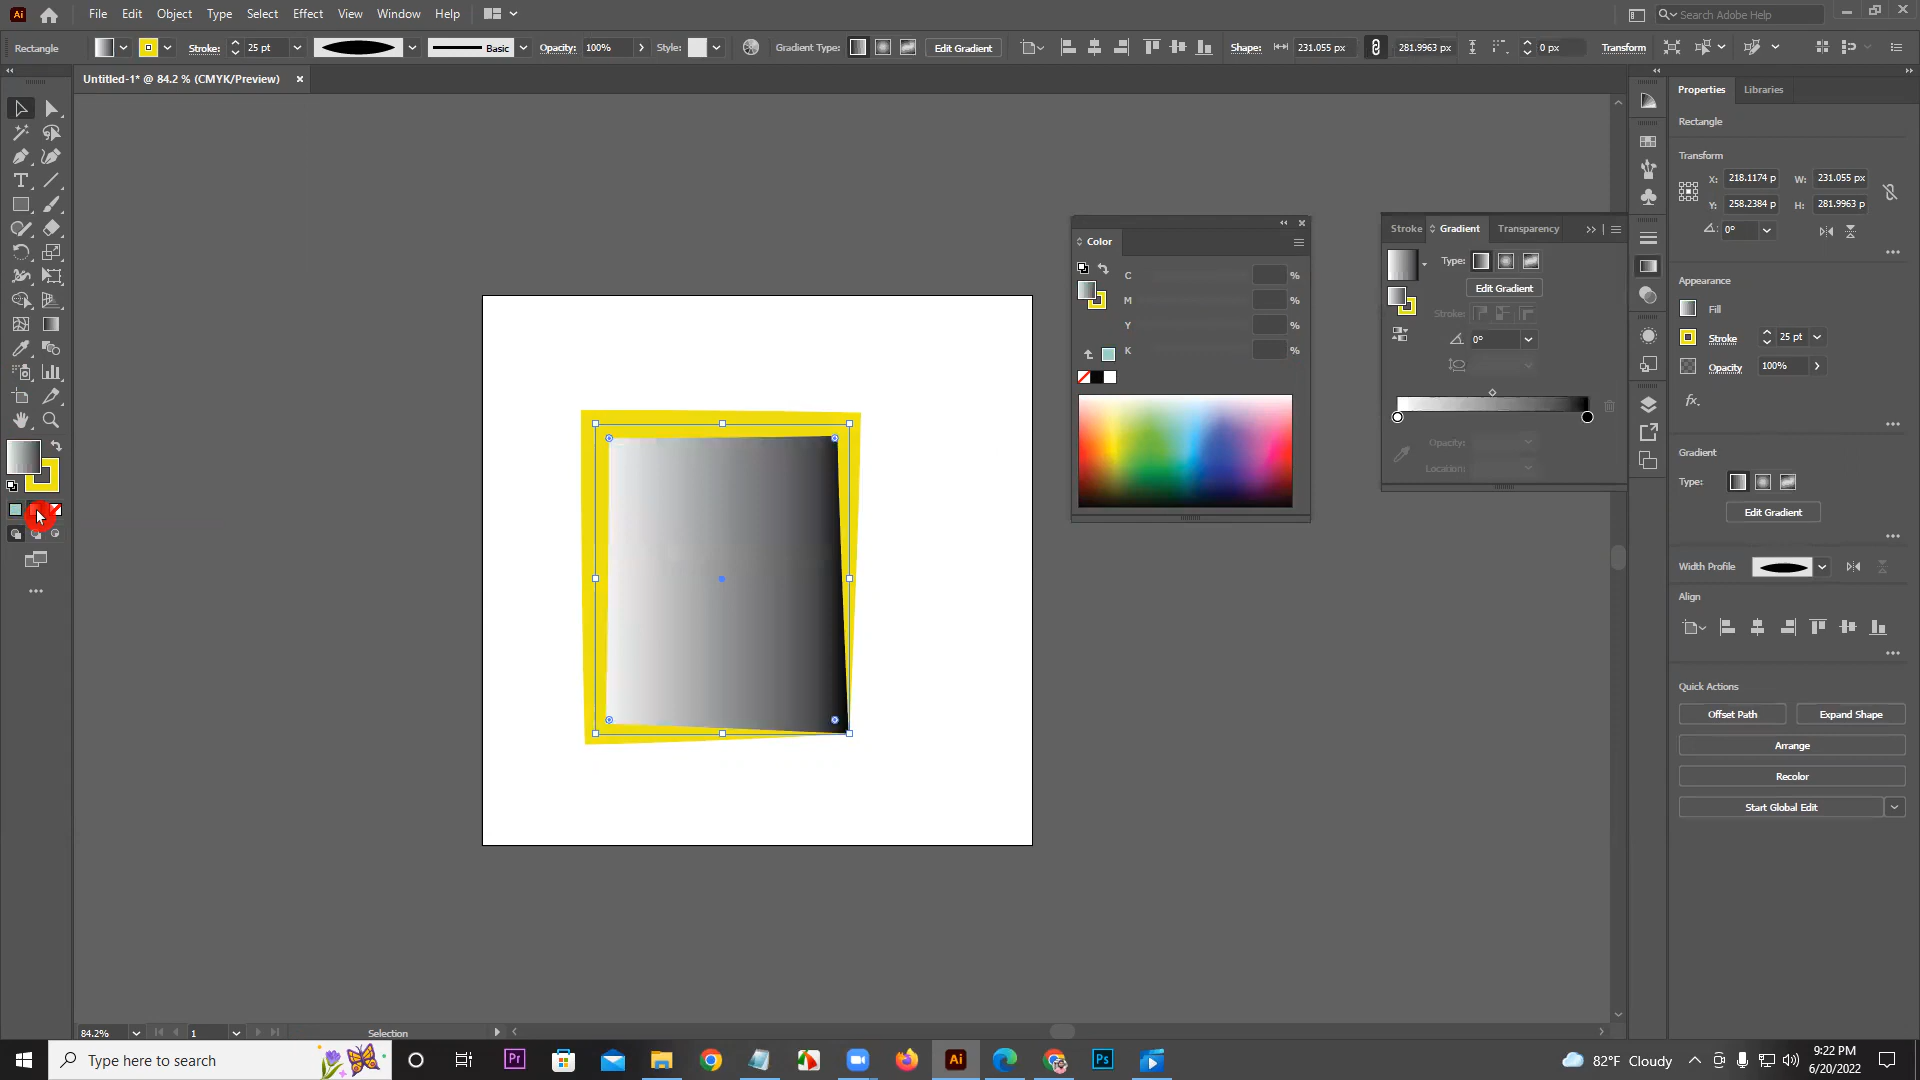 Ai
File Edit Object Type Select Effect View Window Help
Search Adobe Help
Rectangle
Stroke: 25 pt
Basic
Opacity: 100%
Style:
Gradient Type:
Edit Gradient
Shape: 231.055 px
281.9963 px
0 px
Transform
Untitled-1* @ 84.2 % (CMYK/Preview) ×
Color
C %
M %
Y %
K %
Stroke Gradient Transparency
Type:
Edit Gradient
Stroke:
0°
Opacity:
Location:
Properties Libraries
Rectangle
Transform
X: 218.1174 p W: 231.055 px
Y: 258.2384 p H: 281.9963 p
0°
Appearance
Fill
Stroke 25 pt
Opacity 100%
fx.
Gradient
Type:
Edit Gradient
Width Profile
Align
Quick Actions
Offset Path Expand Shape
Arrange
Recolor
Start Global Edit
84.2% 1 Selection
Type here to search
Pr
Ai
Ps
82°F Cloudy
9:22 PM
6/20/2022